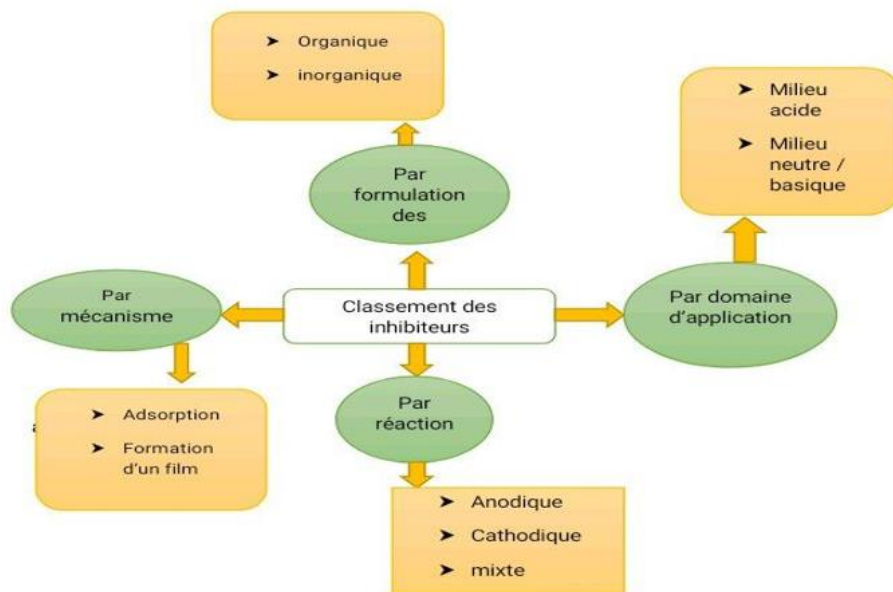 ➤ Organique
➤ inorganique
➤ Milieu
acide
➤ Milieu
neutre /
basique
Par
formulation
des
Par
mécanisme
Classement des
inhibiteurs
Par domaine
d'application
➤ Adsorption
➤ Formation
d'un film
Par
réaction
➤ Anodique
➤ Cathodique
➤ mixte